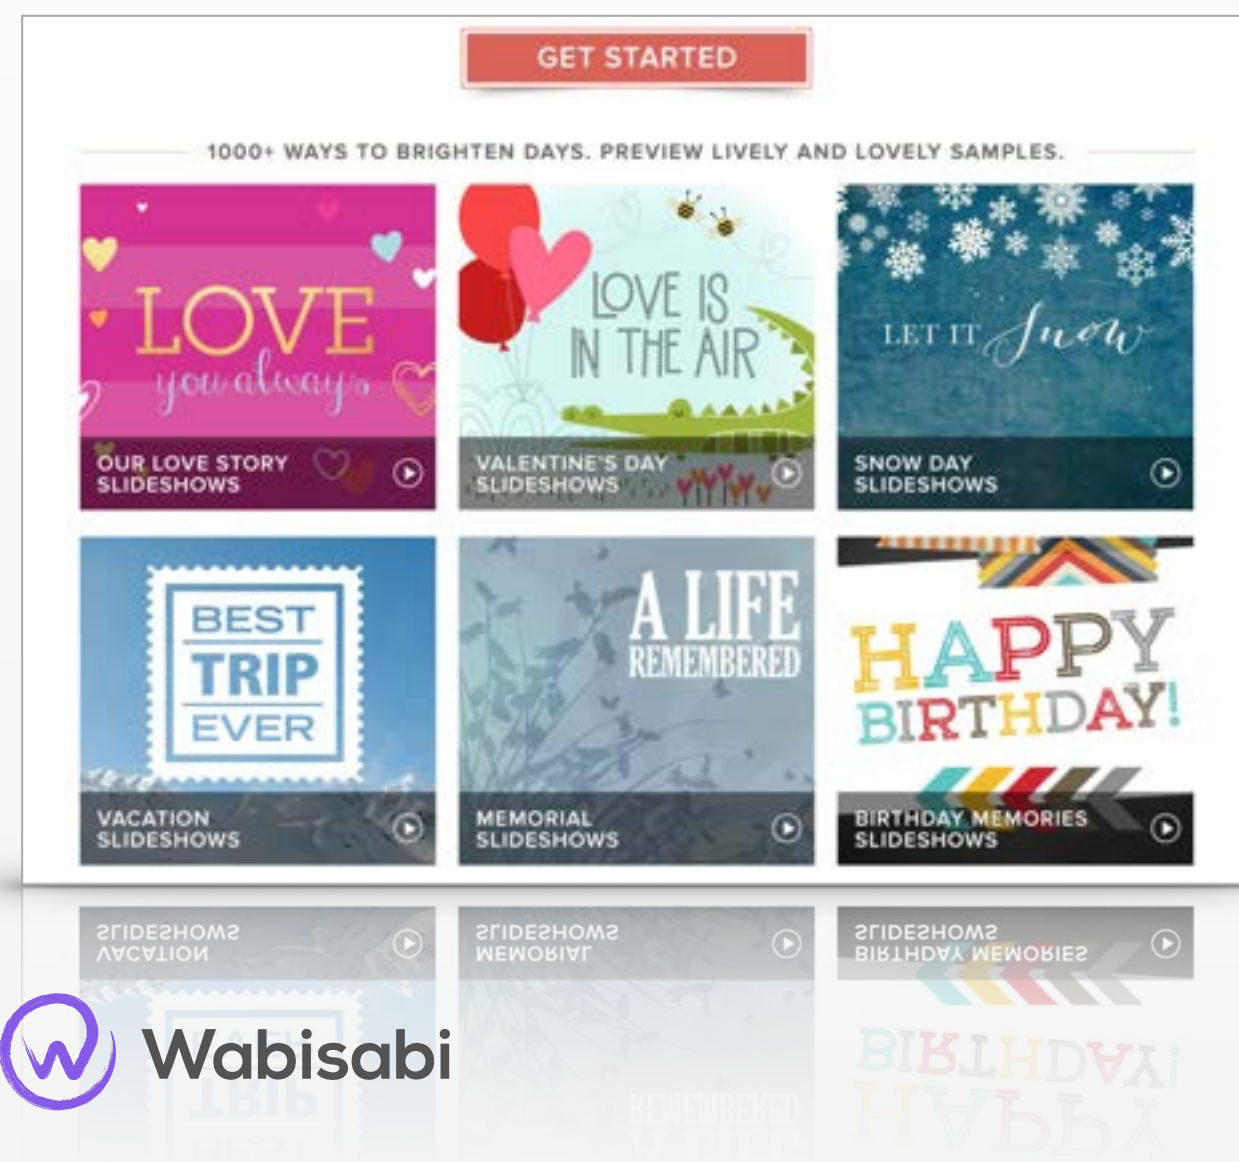 GET STARTED
1000+ WAYS TO BRIGHTEN DAYS. PREVIEW LIVELY AND LOVELY SAMPLES.
LOVE
you always
OUR LOVE STORY
SLIDESHOWS
LOVE IS
IN THE AIR
VALENTINE'S DAY
SLIDESHOWS
LET IT Snow
SNOW DAY
SLIDESHOWS
BEST
TRIP
EVER
VACATION
SLIDESHOWS
A LIFE
REMEMBERED
MEMORIAL
SLIDESHOWS
HAPPY
BIRTHDAY!
BIRTHDAY MEMORIES
SLIDESHOWS
Wabisabi